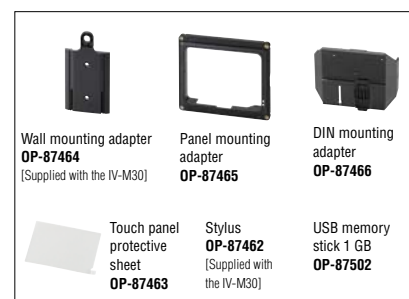 Wall mounting adapter
OP-87464
[Supplied with the IV-M30]
Panel mounting
adapter
OP-87465
DIN mounting
adapter
OP-87466
Touch panel
protective
sheet
OP-87463
Stylus
OP-87462
[Supplied with
the IV-M30]
USB memory
stick 1 GB
OP-87502